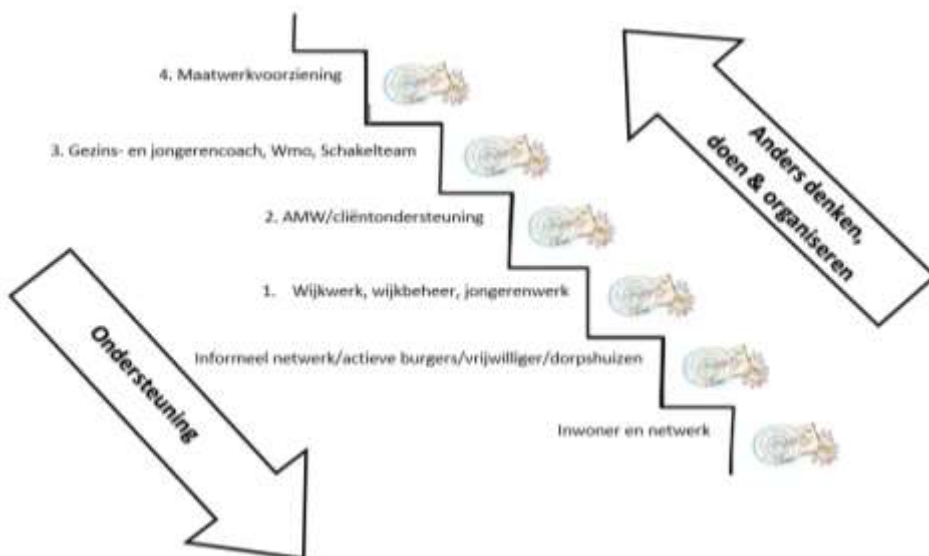 4. Maatwerkvoorziening
3. Gezins- en jongerencoach, Wmo, Schakelteam
2. AMW/cliëntondersteuning
1. Wijkwerk, wijkbeheer, jongerenwerk
Informeel netwerk/actieve burgers/vrijwilliger/dorpshuizen
Inwoner en netwerk
Ondersteuning
Anders denken,
doen & organiseren